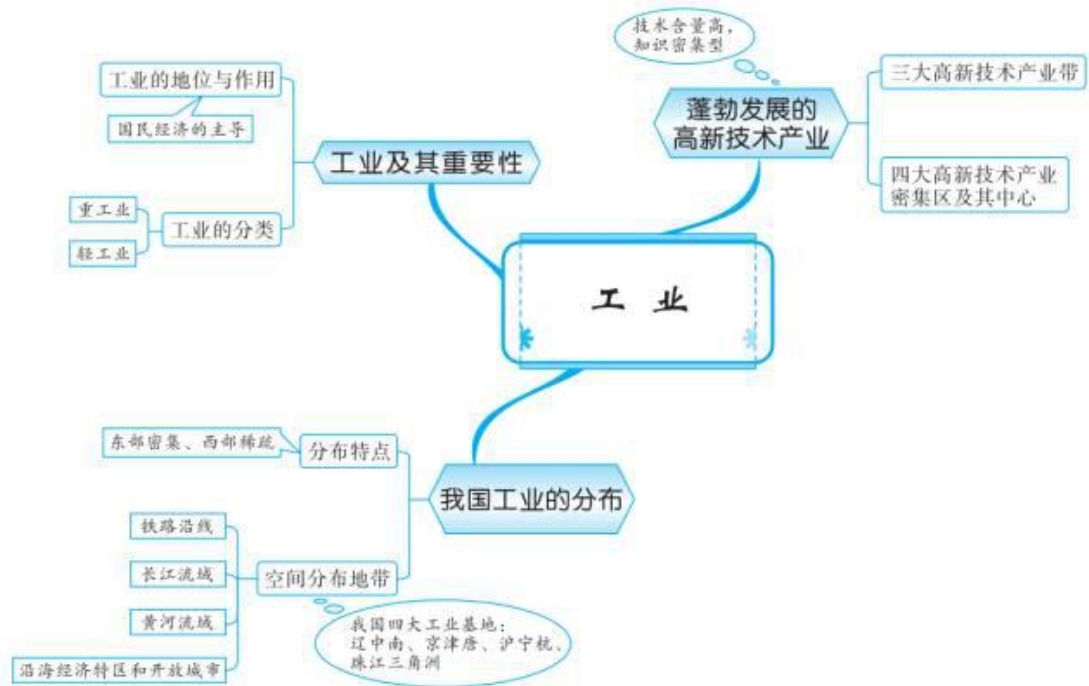 技术含量高，
知识密集型
蓬勃发展的
高新技术产业
三大高新技术产业带
四大高新技术产业
密集区及其中心
工业的地位与作用
国民经济的主导
工业及其重要性
重工业
轻工业
工业的分类
工 业
东部密集、西部稀疏
分布特点
我国工业的分布
铁路沿线
长江流域
黄河流域
沿海经济特区和开放城市
空间分布地带
我国四大工业基地：
辽中南、京津唐、沪宁杭、
珠江三角洲